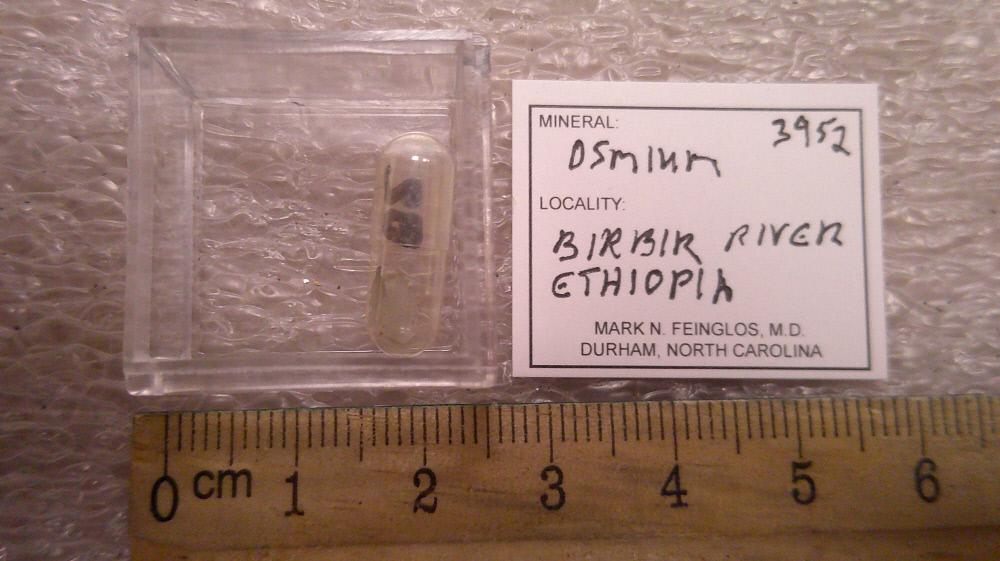 MINERAL: 3952
OSMIUM
LOCALITY:
BIRBIR RIVER
ETHIOPIA
MARK N. FEINGLOS, M.D.
DURHAM, NORTH CAROLINA
0 cm 1 2 3 4 5 6